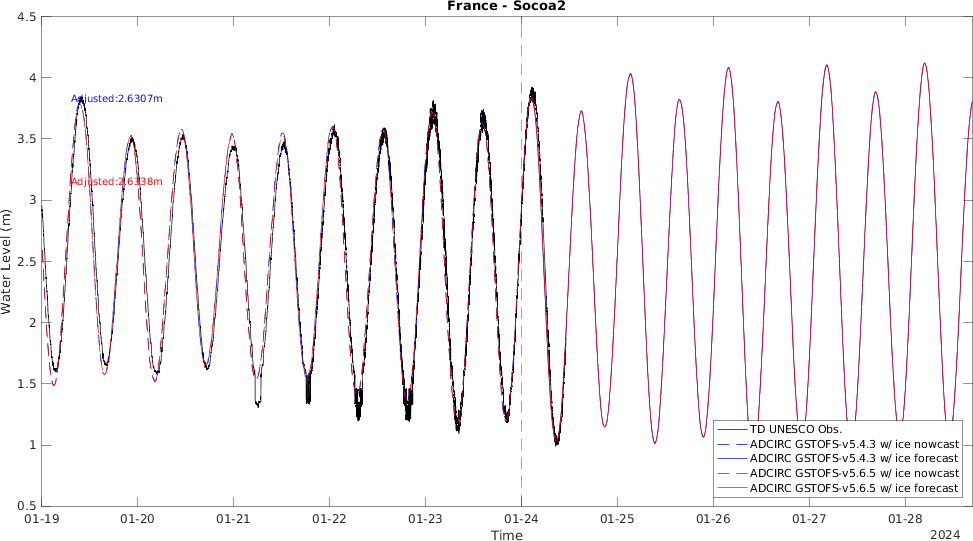 France - Socoa2
4.5
4
3.5
3
2.5
2
1.5
1
0.5
Water Level (m)
Adjusted:2.6307m
Adjusted:2.6338m
TD UNESCO Obs.
ADCIRC GSTOFS-v5.4.3 w/ ice nowcast
ADCIRC GSTOFS-v5.4.3 w/ ice forecast
ADCIRC GSTOFS-v5.6.5 w/ ice nowcast
ADCIRC GSTOFS-v5.6.5 w/ ice forecast
01-19 01-20 01-21 01-22 01-23 01-24 01-25 01-26 01-27 01-28
Time
2024